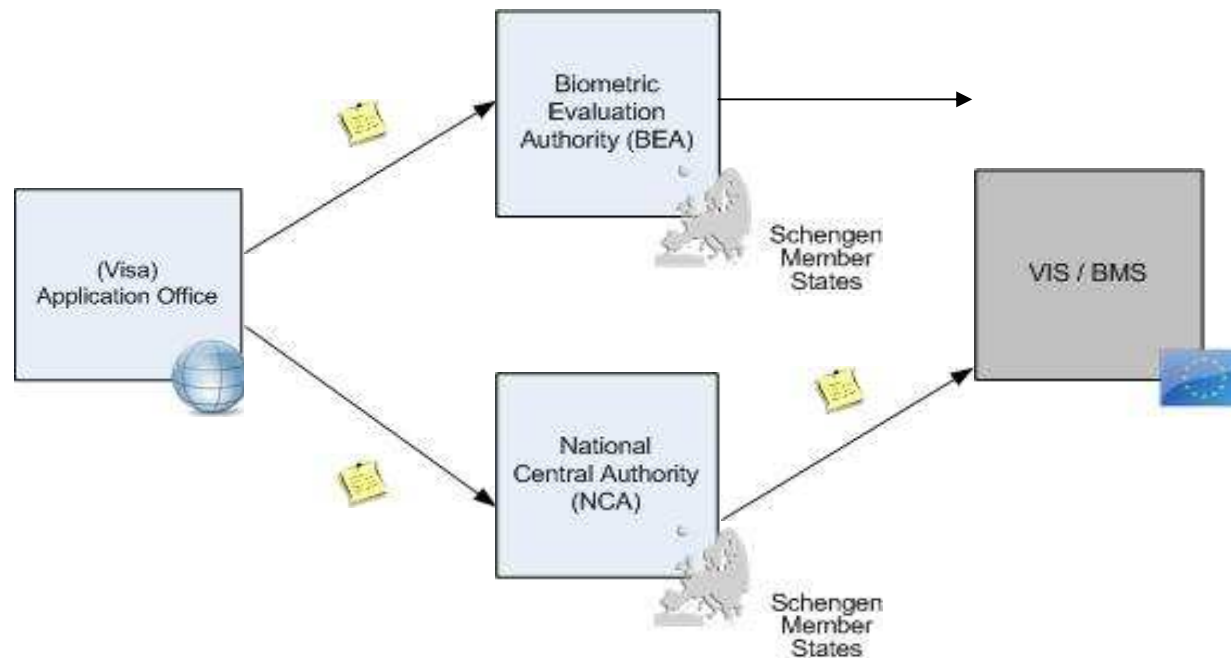 Biometric
Evaluation
Authority (BEA)
Schengen
Member
States
(Visa)
Application Office
VIS / BMS
National
Central Authority
(NCA)
Schengen
Member
States